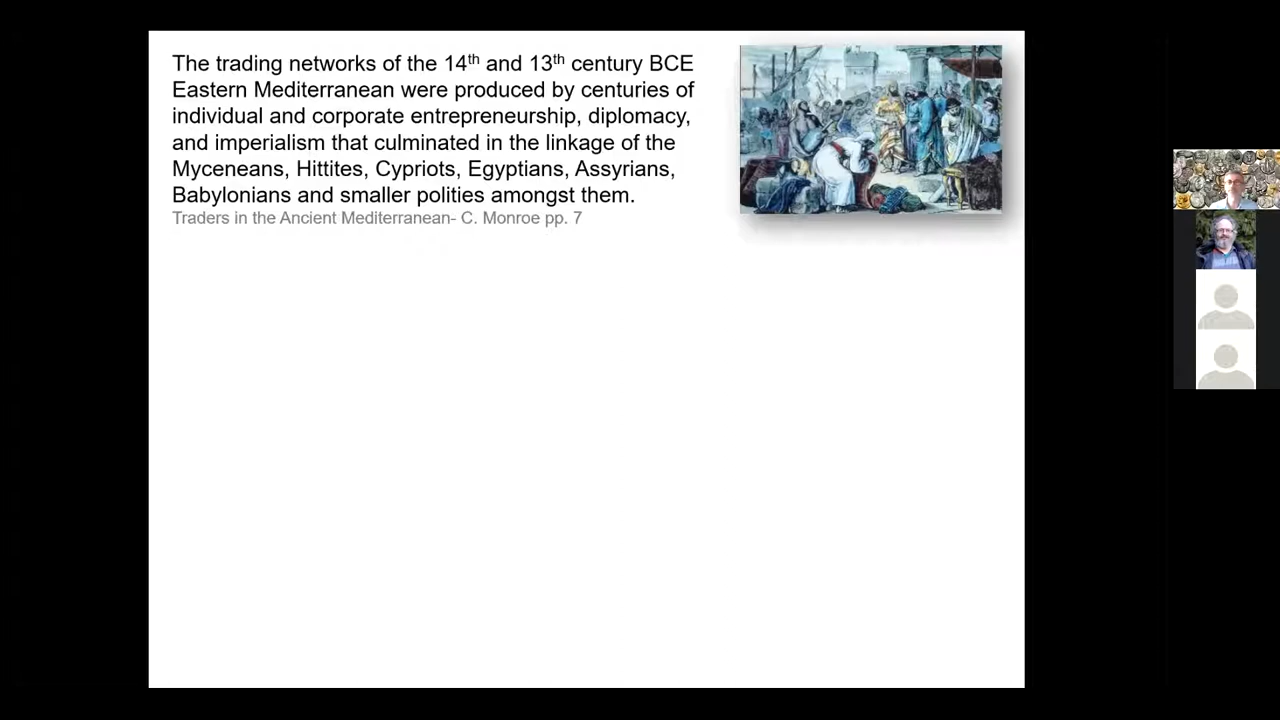 The trading networks of the 14th and 13th century BCE
Eastern Mediterranean were produced by centuries of
individual and corporate entrepreneurship, diplomacy,
and imperialism that culminated in the linkage of the
Myceneans, Hittites, Cypriots, Egyptians, Assyrians,
Babylonians and smaller polities amongst them.
Traders in the Ancient Mediterranean- C. Monroe pp. 7